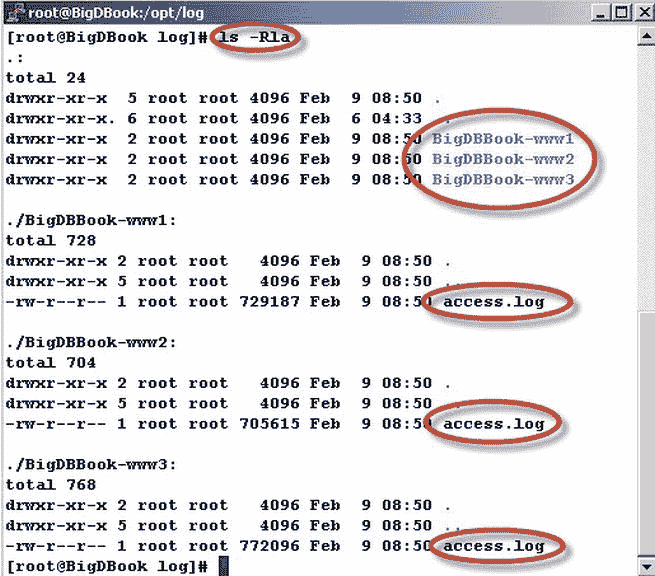 root@BigDBook:/opt/log
[root@BigDBook log]# ls -Rla
.:
total 24
drwxr-xr-x  5 root root 4096 Feb  9 08:50 .
drwxr-xr-x. 6 root root 4096 Feb  6 04:33 ..
drwxr-xr-x  2 root root 4096 Feb  9 08:50 BigDBBook-www1
drwxr-xr-x  2 root root 4096 Feb  9 08:50 BigDBBook-www2
drwxr-xr-x  2 root root 4096 Feb  9 08:50 BigDBBook-www3
./BigDBBook-www1:
total 728
drwxr-xr-x 2 root root   4096 Feb  9 08:50 .
drwxr-xr-x 5 root root   4096 Feb  9 08:50 ..
-rw-r--r-- 1 root root 729187 Feb  9 08:50 access.log
./BigDBBook-www2:
total 704
drwxr-xr-x 2 root root   4096 Feb  9 08:50 .
drwxr-xr-x 5 root root   4096 Feb  9 08:50 ..
-rw-r--r-- 1 root root 705615 Feb  9 08:50 access.log
./BigDBBook-www3:
total 768
drwxr-xr-x 2 root root   4096 Feb  9 08:50 .
drwxr-xr-x 5 root root   4096 Feb  9 08:50 ..
-rw-r--r-- 1 root root 772096 Feb  9 08:50 access.log
[root@BigDBook log]#